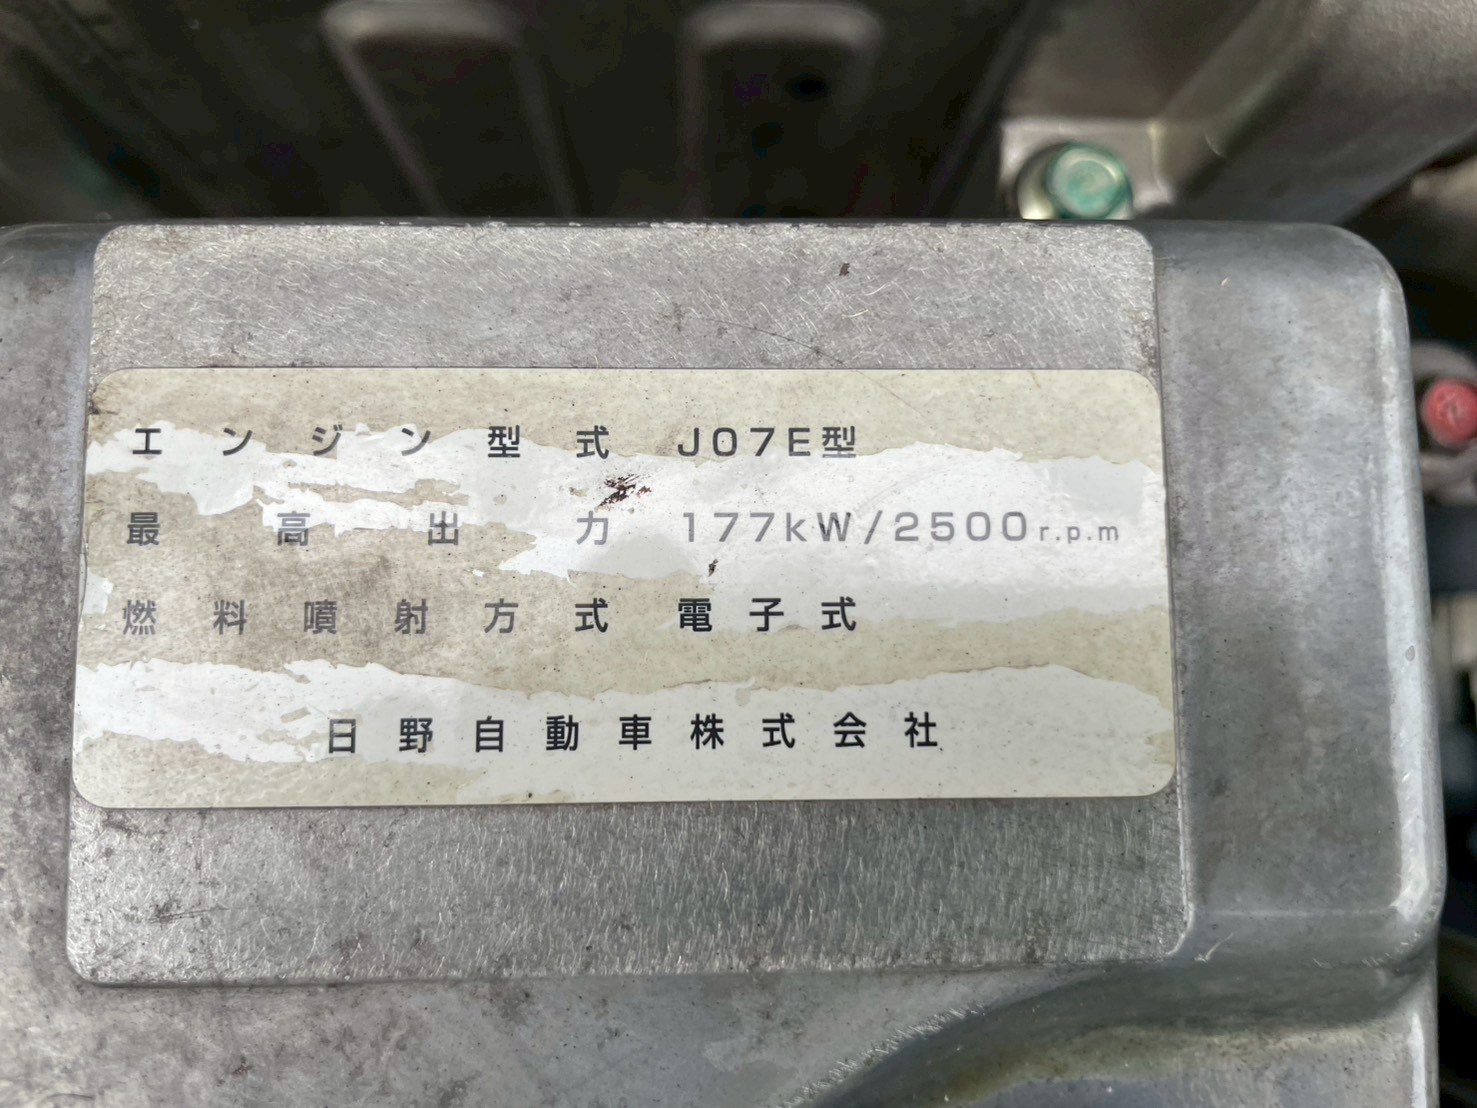 エンジン型式 J07E型
最高出力 177kW/2500r.p.m
燃料噴射方式 電子式
日野自動車株式会社